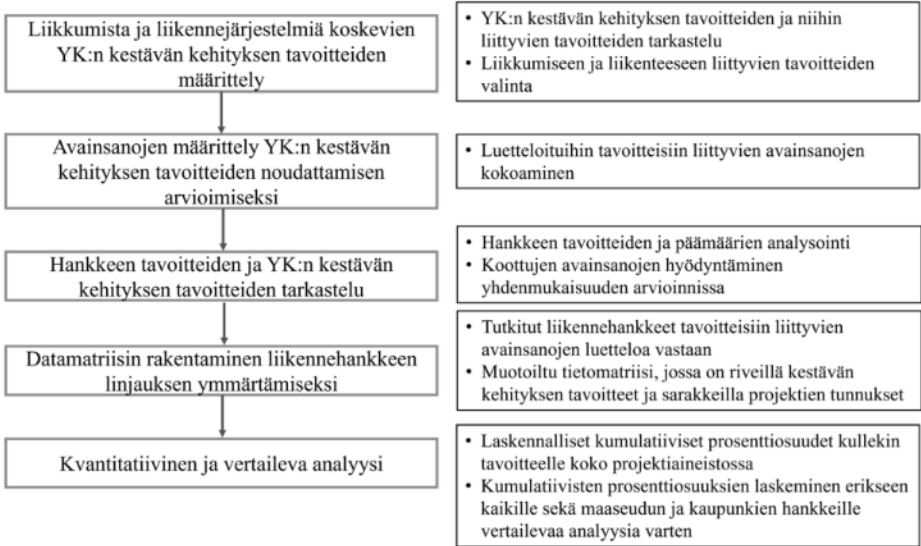 Liikkumista ja liikennejärjestelmiä koskevien
YK:n kestävän kehityksen tavoitteiden
määrittely
• YK:n kestävän kehityksen tavoitteiden ja niihin
liittyvien tavoitteiden tarkastelu
• Liikkumiseen ja liikenteeseen liittyvien tavoitteiden
valinta
Avainsanojen määrittely YK:n kestävän
kehityksen tavoitteiden noudattamisen
arvioimiseksi
• Luetteloituihin tavoitteisiin liittyvien avainsanojen
kokoaminen
Hankkeen tavoitteiden ja YK:n kestävän
kehityksen tavoitteiden tarkastelu
• Hankkeen tavoitteiden ja päämäärien analysointi
• Koottujen avainsanojen hyödyntäminen
yhdenmukaisuuden arvioinnissa
Datamatriisin rakentaminen liikennehankkeen
linjauksen ymmärtämiseksi
• Tutkitut liikennehankkeet tavoitteisiin liittyvien
avainsanojen luetteloa vastaan
• Muotoiltu tietomatriisi, jossa on riveillä kestävän
kehityksen tavoitteet ja sarakkeilla projektien tunnukset
Kvantitatiivinen ja vertaileva analyysi
• Laskennalliset kumulatiiviset prosenttiosuudet kullekin
tavoitteelle koko projektiaineistossa
• Kumulatiivisten prosenttiosuuksien laskeminen erikseen
kaikille sekä maaseudun ja kaupunkien hankkeille
vertailevaa analyysia varten